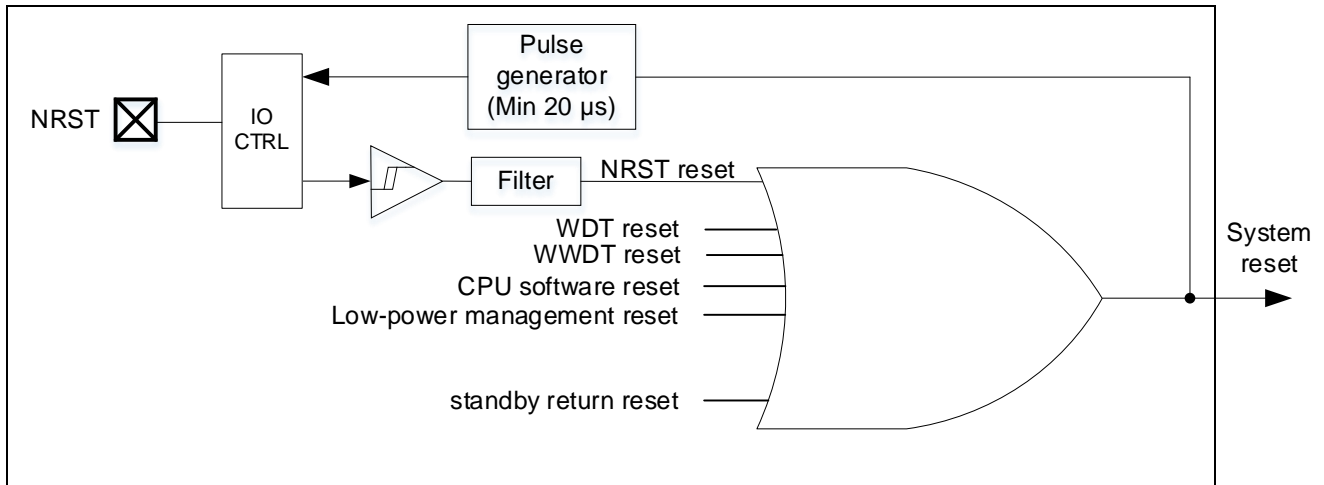 Pulse
generator
(Min 20 µs)
NRST
IO
CTRL
Filter
NRST reset
WDT reset
WWDT reset
CPU software reset
Low-power management reset
standby return reset
System
reset